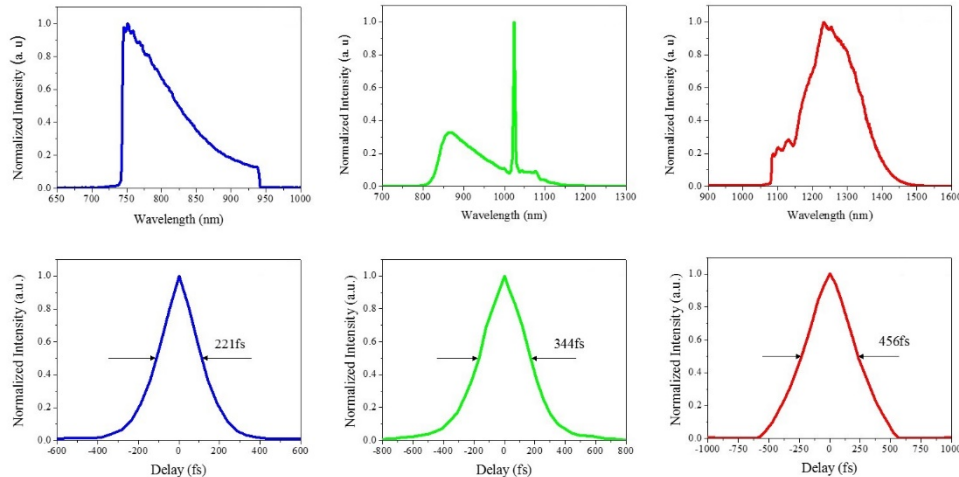 Normalized Intensity (a. u)
1.0
0.8
0.6
0.4
0.2
0.0
650 700 750 800 850 900 950 1000
Wavelength (nm)
Normalized Intensity (a. u)
1.0
0.8
0.6
0.4
0.2
0.0
700 800 900 1000 1100 1200 1300
Wavelength (nm)
Normalized Intensity (a. u)
1.0
0.8
0.6
0.4
0.2
0.0
900 1000 1100 1200 1300 1400 1500 1600
Wavelength (nm)
Normalized Intensity (a.u.)
1.0
0.8
0.6
0.4
0.2
0.0
221fs
-600 -400 -200 0 200 400 600
Delay (fs)
Normalized Intensity (a.u.)
1.0
0.8
0.6
0.4
0.2
0.0
344fs
-800 -600 -400 -200 0 200 400 600 800
Delay (fs)
Normalized Intensity (a.u.)
1.0
0.8
0.6
0.4
0.2
0.0
456fs
-1000 -750 -500 -250 0 250 500 750 1000
Delay (fs)